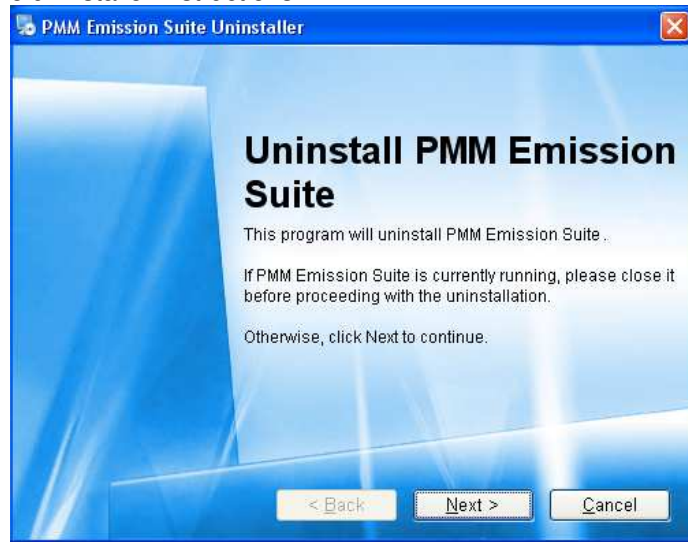 PMM Emission Suite Uninstaller
Uninstall PMM Emission
Suite
This program will uninstall PMM Emission Suite.
If PMM Emission Suite is currently running, please close it
before proceeding with the uninstallation.
Otherwise, click Next to continue.
< Back
Next >
Cancel